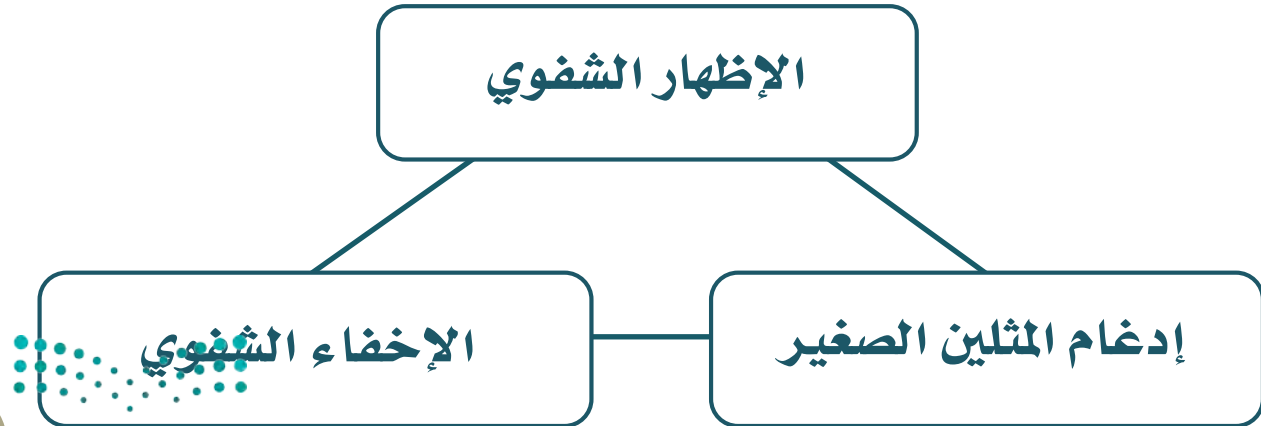 الإظهار الشفوي
إدغام المثلين الصغير
الإخفاء الشفوي